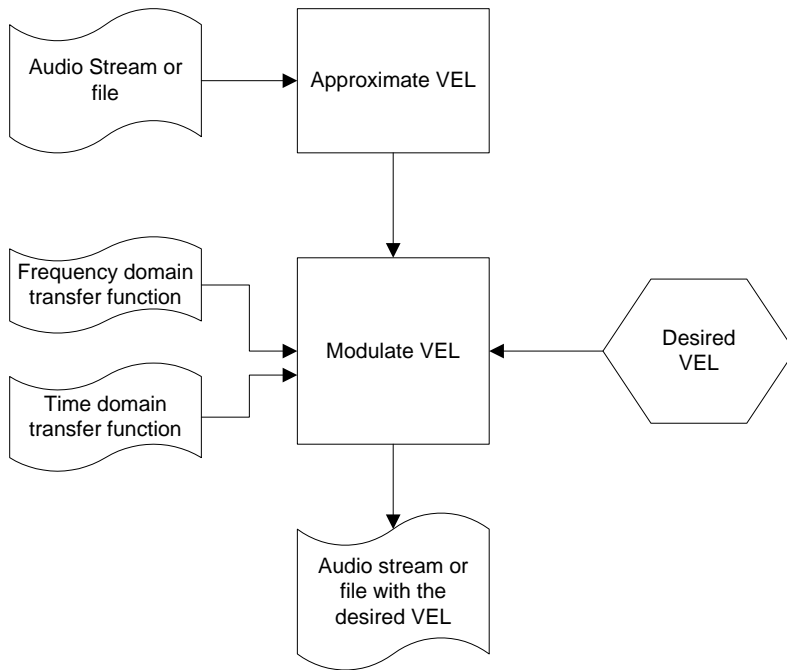 Audio Stream or
file
Approximate VEL
Frequency domain
transfer function
Modulate VEL
Desired
VEL
Time domain
transfer function
Audio stream or
file with the
desired VEL